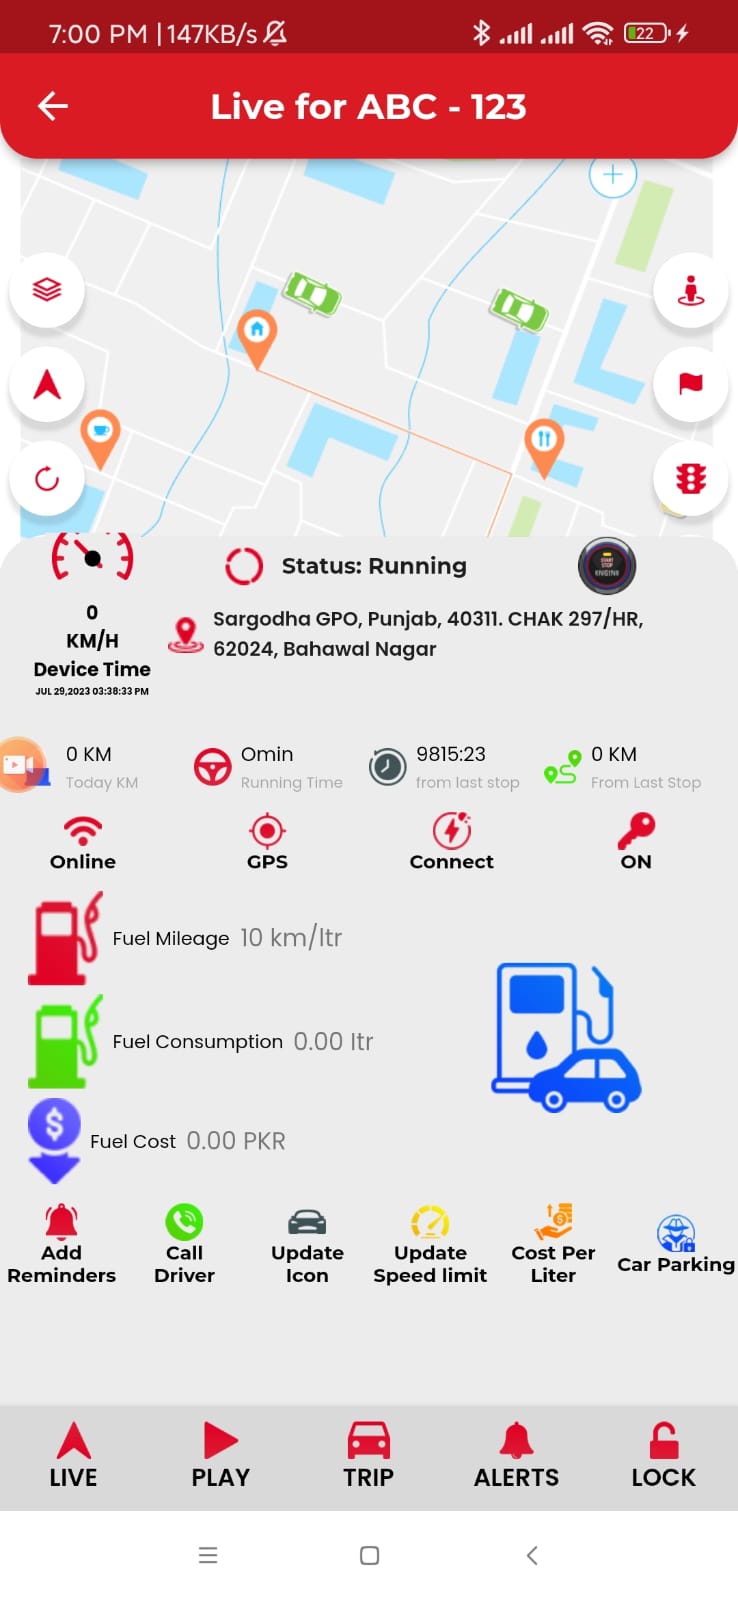 7:00 PM | 147KB/s
22
Live for ABC - 123
Status: Running
START
STOP
ENGINE
0
KM/H
Device Time
JUL 29,2023 03:38:33 PM
Sargodha GPO, Punjab, 40311. CHAK 297/HR,
62024, Bahawal Nagar
0 KM
Today KM
0min
Running Time
9815:23
from last stop
0 KM
From Last Stop
Online
GPS
Connect
ON
Fuel Mileage 10 km/ltr
Fuel Consumption 0.00 ltr
Fuel Cost 0.00 PKR
Add
Reminders
Call
Driver
Update
Icon
Update
Speed limit
Cost Per
Liter
Car Parking
LIVE
PLAY
TRIP
ALERTS
LOCK